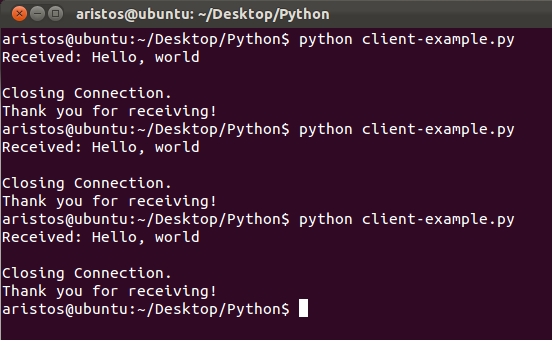 aristos@ubuntu: ~/Desktop/Python
aristos@ubuntu:~/Desktop/Python$ python client-example.py
Received: Hello, world
Closing Connection.
Thank you for receiving!
aristos@ubuntu:~/Desktop/Python$ python client-example.py
Received: Hello, world
Closing Connection.
Thank you for receiving!
aristos@ubuntu:~/Desktop/Python$ python client-example.py
Received: Hello, world
Closing Connection.
Thank you for receiving!
aristos@ubuntu:~/Desktop/Python$